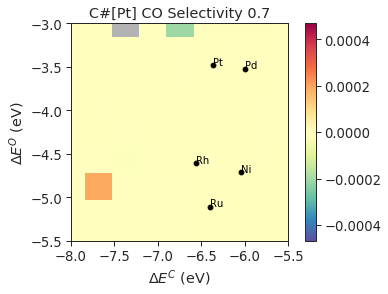 C#[Pt] CO Selectivity 0.7
−3.0
−3.5
−4.0
−4.5
−5.0
−5.5
ΔE^O (eV)
Pt
Pd
Rh
Ni
Ru
−8.0 −7.5 −7.0 −6.5 −6.0 −5.5
ΔE^C (eV)
0.0004
0.0002
0.0000
−0.0002
−0.0004